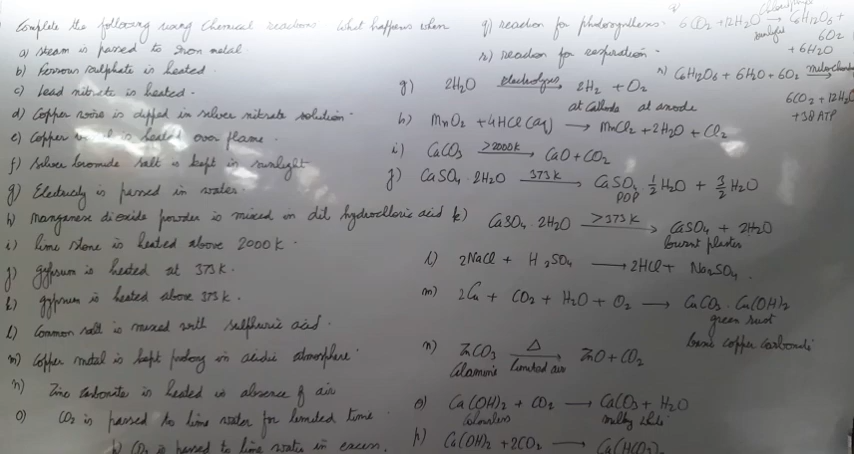 Complete the following using Chemical reactions What happens when
a) steam is passed to Iron metal
b) Ferrous sulphate is heated.
c) Lead nitrate is heated.
d) Copper wire is dipped in silver nitrate solution.
e) Copper is heated over flame.
f) Silver bromide salt is kept in sunlight
g) Electricity is passed in water.
h) manganese dioxide powder is mixed in dil hydrochloric acid
i) lime stone is heated above 2000 K.
j) gypsum is heated at 373 K.
k) gypsum is heated above 373 K.
l) Common salt is mixed with sulphuric acid.
m) Copper metal is kept prolong in acidic atmosphere
n) Zinc carbonate is heated in absence of air
o) CO2 is passed to lime water for limited time
p) CO2 is passed to lime water in excess.
q) reaction for photosynthesis.
r) reaction for respiration.
q) 6CO2 + 12H2O → C6H12O6 +
sunlight
6O2
+ 6H2O
r) C6H12O6 + 6H2O + 6O2 →
6CO2 + 12H2O
+ 38 ATP
g) 2H2O Electrolysis → 2H2 + O2
at Cathode at anode
h) MnO2 + 4HCl (aq) → MnCl2 + 2H2O + Cl2
i) CaCO3 >2000K → CaO + CO2
j) CaSO4 · 2H2O 373K → CaSO4 ½ H2O + 3/2 H2O
POP
k) CaSO4 · 2H2O >373K → CaSO4 + 2H2O
burnt plaster
l) 2NaCl + H2SO4 → 2HCl + Na2SO4.
m) 2Cu + CO2 + H2O + O2 → CuCO3 · Cu(OH)2
green rust
basic copper carbonate
n) ZnCO3 Δ → ZnO + CO2
Calamine limited air
o) Ca(OH)2 + CO2 → CaCO3 + H2O
Colourless milky white
p) Ca(OH)2 + 2CO2 → Ca(HCO3)2